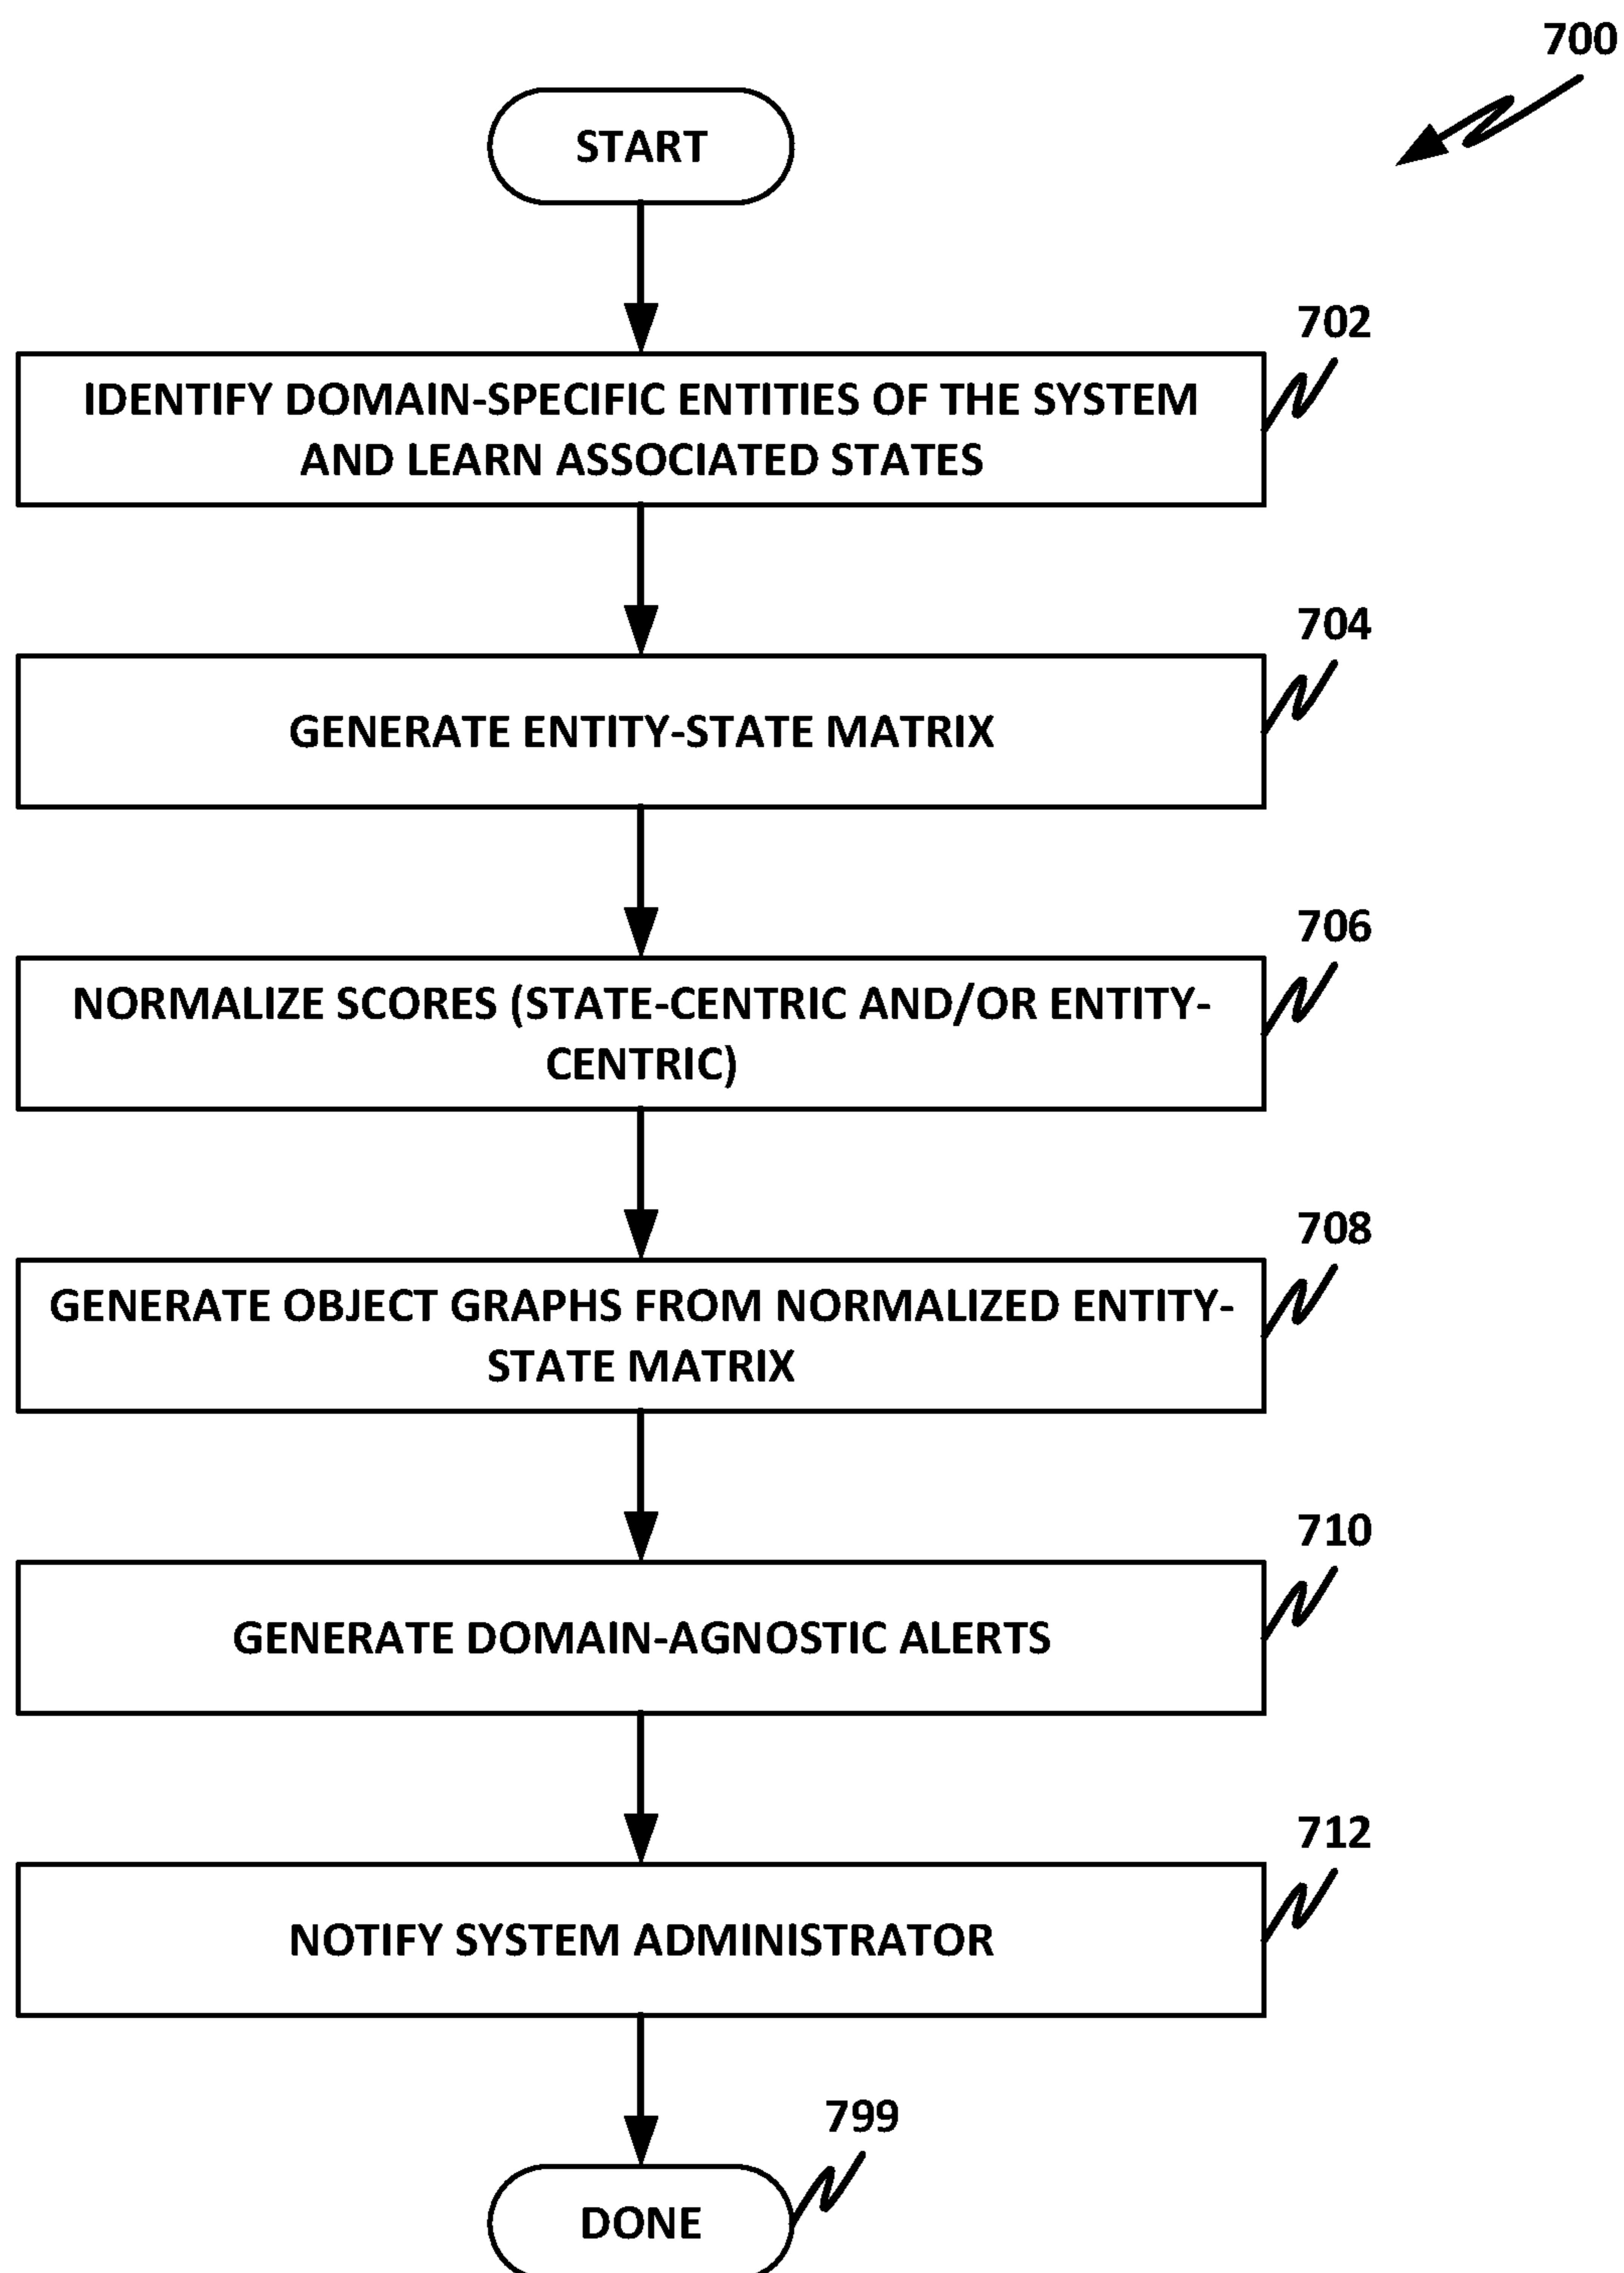 700
START
702
IDENTIFY DOMAIN-SPECIFIC ENTITIES OF THE SYSTEM
AND LEARN ASSOCIATED STATES
704
GENERATE ENTITY-STATE MATRIX
706
NORMALIZE SCORES (STATE-CENTRIC AND/OR ENTITY-
CENTRIC)
708
GENERATE OBJECT GRAPHS FROM NORMALIZED ENTITY-
STATE MATRIX
710
GENERATE DOMAIN-AGNOSTIC ALERTS
712
NOTIFY SYSTEM ADMINISTRATOR
799
DONE